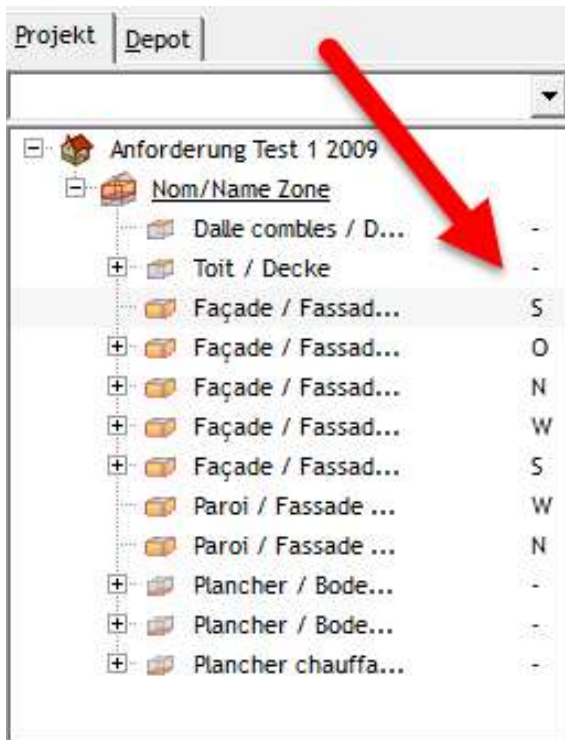 Projekt Depot
Anforderung Test 1 2009
Nom/Name Zone
Dalle combles / D... -
Toit / Decke -
Façade / Fassad... S
Façade / Fassad... O
Façade / Fassad... N
Façade / Fassad... W
Façade / Fassad... S
Paroi / Fassade ... W
Paroi / Fassade ... N
Plancher / Bode... -
Plancher / Bode... -
Plancher chauffa... -